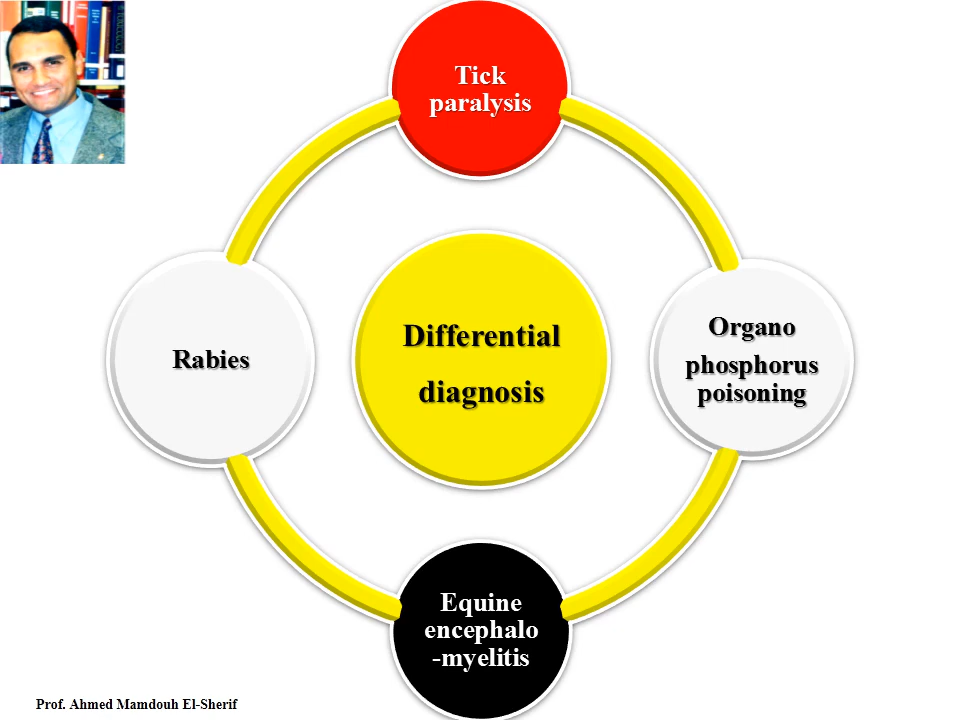 Tick
paralysis
Differential
diagnosis
Rabies
Organo
phosphorus
poisoning
Equine
encephalo
-myelitis
Prof. Ahmed Mamdouh El-Sherif